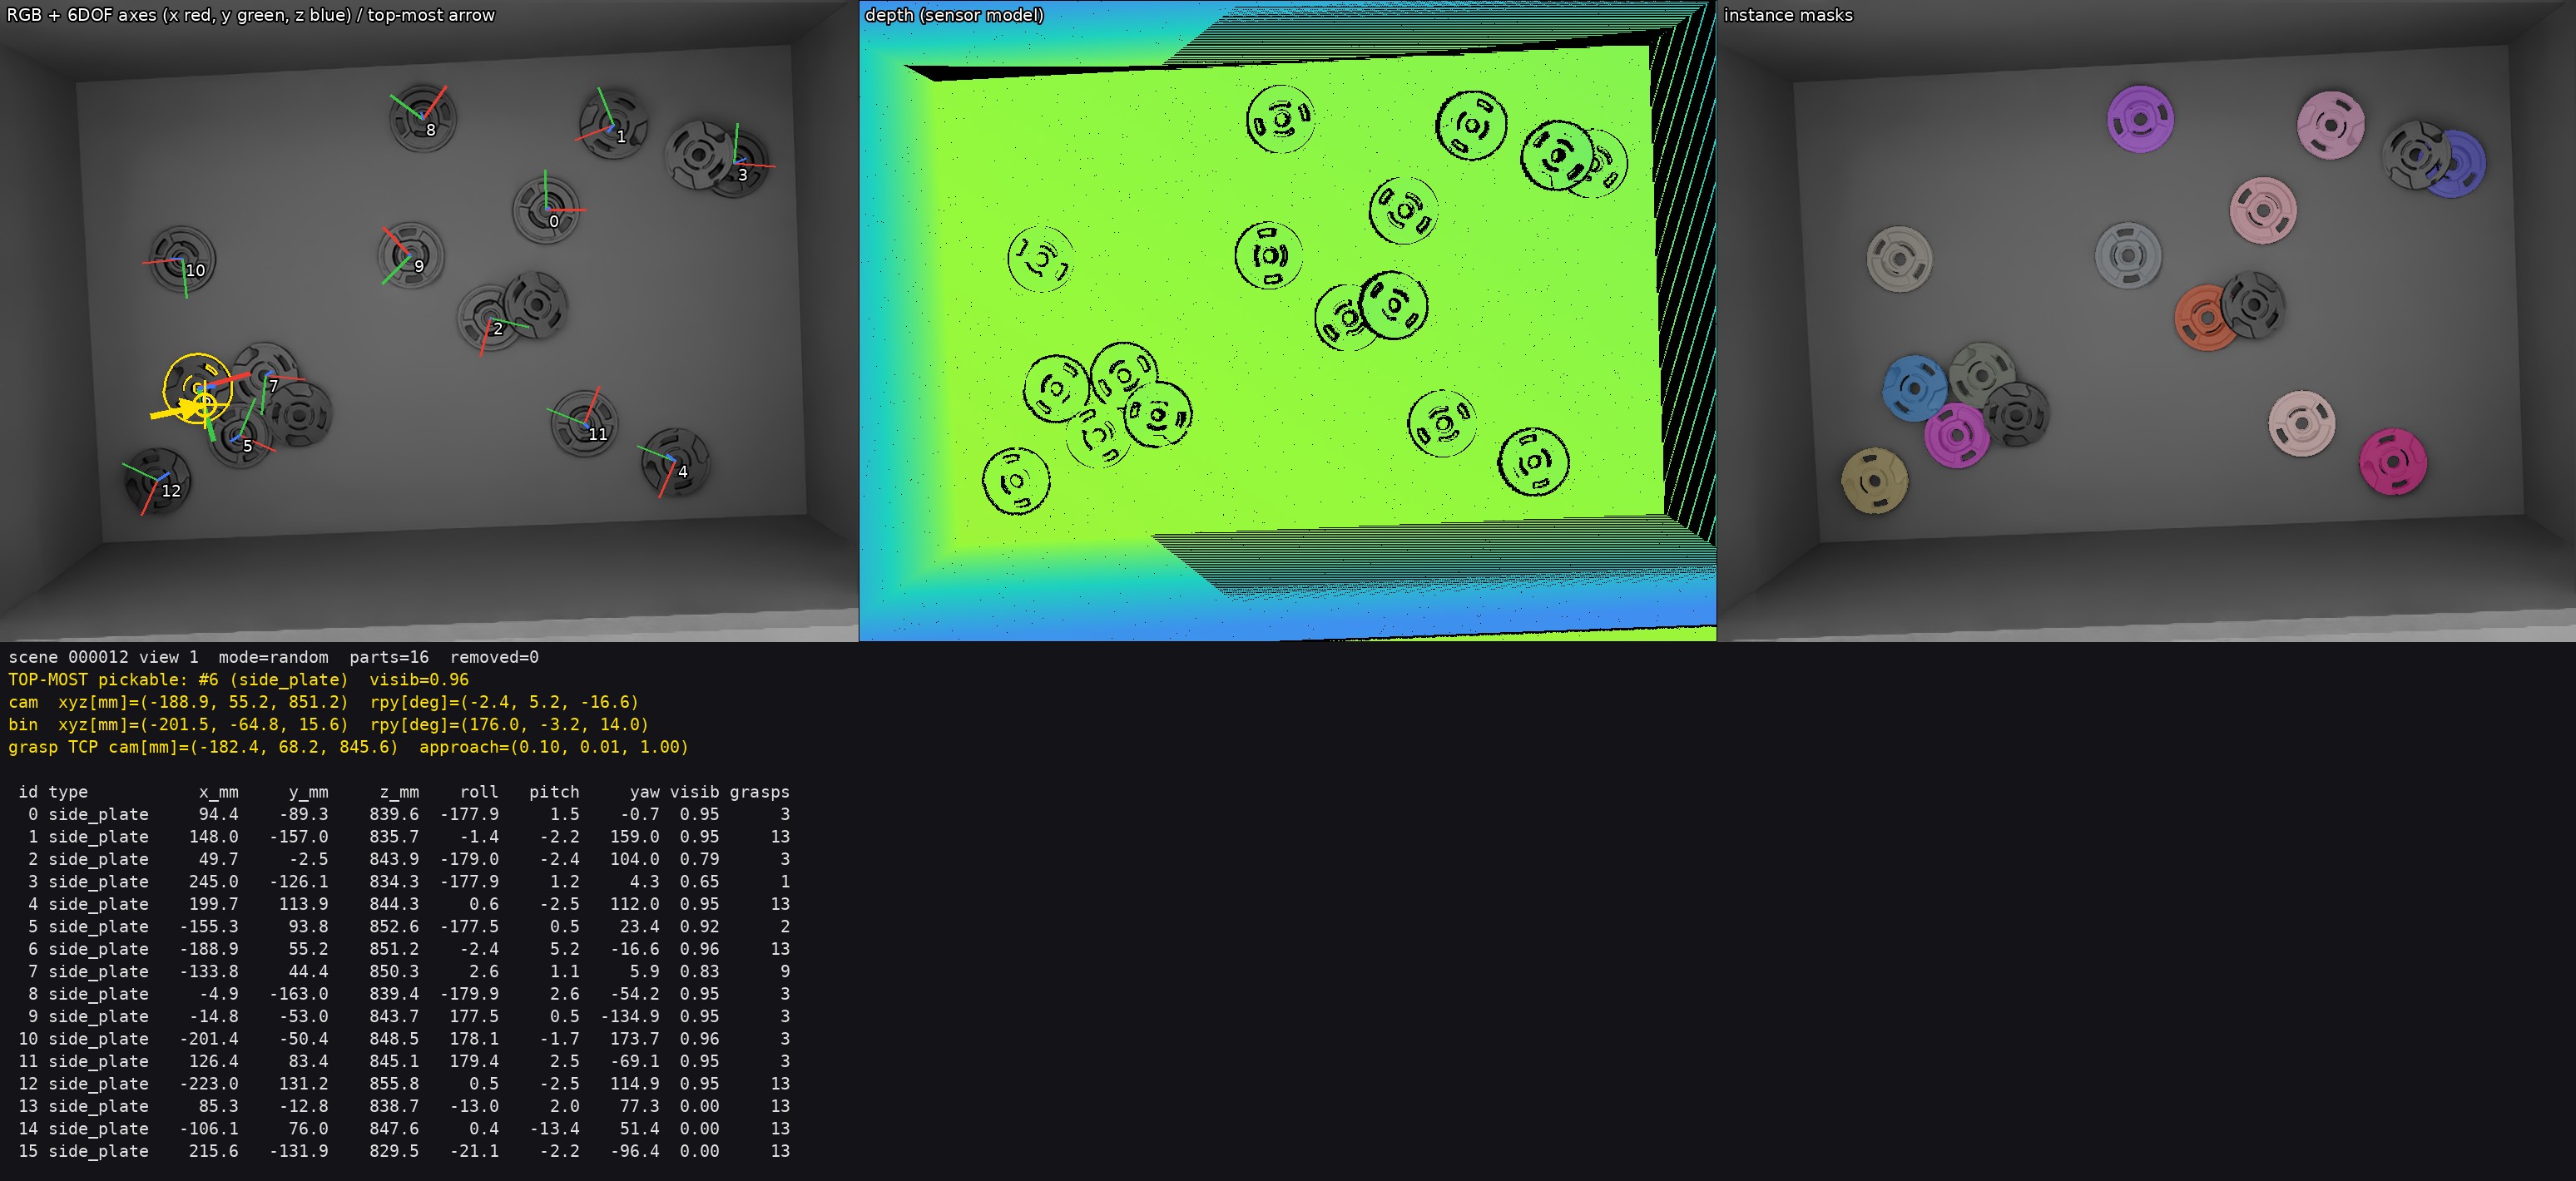 RGB + 6DOF axes (x red, y green, z blue) / top-most arrow
depth (sensor model)
instance masks
8
1
3
0
10
9
2
7
5
11
4
12
scene 000012 view 1  mode=random  parts=16  removed=0
TOP-MOST pickable: #6 (side_plate)  visib=0.96
cam  xyz[mm]=(-188.9, 55.2, 851.2)  rpy[deg]=(-2.4, 5.2, -16.6)
bin  xyz[mm]=(-201.5, -64.8, 15.6)  rpy[deg]=(176.0, -3.2, 14.0)
grasp TCP cam[mm]=(-182.4, 68.2, 845.6)  approach=(0.10, 0.01, 1.00)
id type x_mm y_mm z_mm roll pitch yaw visib grasps
0 side_plate 94.4 -89.3 839.6 -177.9 1.5 -0.7 0.95 3
1 side_plate 148.0 -157.0 835.7 -1.4 -2.2 159.0 0.95 13
2 side_plate 49.7 -2.5 843.9 -179.0 -2.4 104.0 0.79 3
3 side_plate 245.0 -126.1 834.3 -177.9 1.2 4.3 0.65 1
4 side_plate 199.7 113.9 844.3 0.6 -2.5 112.0 0.95 13
5 side_plate -155.3 93.8 852.6 -177.5 0.5 23.4 0.92 2
6 side_plate -188.9 55.2 851.2 -2.4 5.2 -16.6 0.96 13
7 side_plate -133.8 44.4 850.3 2.6 1.1 5.9 0.83 9
8 side_plate -4.9 -163.0 839.4 -179.9 2.6 -54.2 0.95 3
9 side_plate -14.8 -53.0 843.7 177.5 0.5 -134.9 0.95 3
10 side_plate -201.4 -50.4 848.5 178.1 -1.7 173.7 0.96 3
11 side_plate 126.4 83.4 845.1 179.4 2.5 -69.1 0.95 3
12 side_plate -223.0 131.2 855.8 0.5 -2.5 114.9 0.95 13
13 side_plate 85.3 -12.8 838.7 -13.0 2.0 77.3 0.00 13
14 side_plate -106.1 76.0 847.6 0.4 -13.4 51.4 0.00 13
15 side_plate 215.6 -131.9 829.5 -21.1 -2.2 -96.4 0.00 13